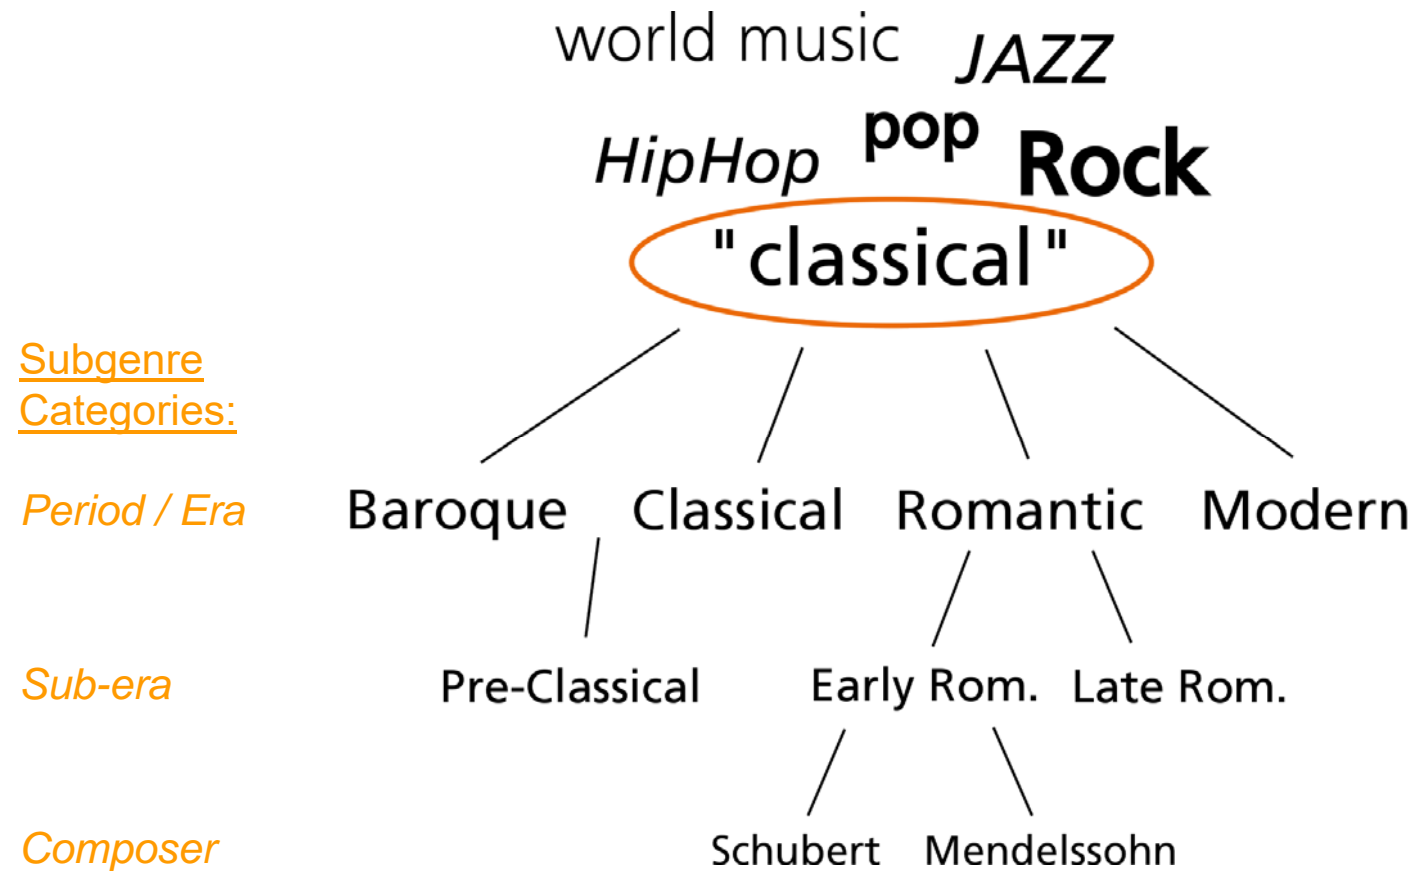 world music
JAZZ
HipHop
pop
Rock
"classical"
Subgenre
Categories:
Period / Era
Baroque
Classical
Romantic
Modern
Sub-era
Pre-Classical
Early Rom.
Late Rom.
Composer
Schubert
Mendelssohn